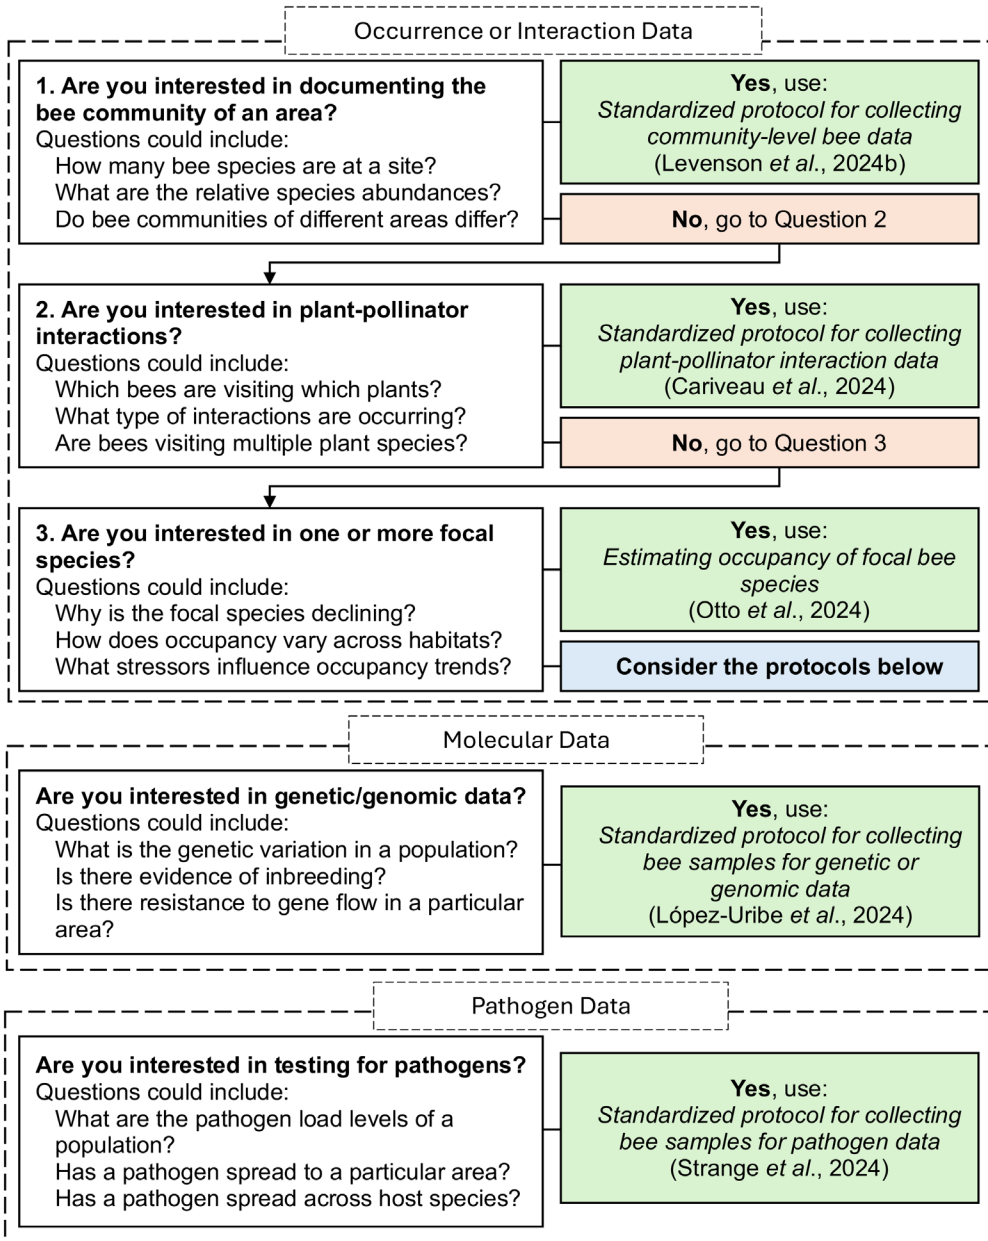 Occurrence or Interaction Data
1. Are you interested in documenting the
bee community of an area?
Questions could include:
How many bee species are at a site?
What are the relative species abundances?
Do bee communities of different areas differ?
Yes, use:
Standardized protocol for collecting
community-level bee data
(Levenson et al., 2024b)
No, go to Question 2
2. Are you interested in plant-pollinator
interactions?
Questions could include:
Which bees are visiting which plants?
What type of interactions are occurring?
Are bees visiting multiple plant species?
Yes, use:
Standardized protocol for collecting
plant-pollinator interaction data
(Cariveau et al., 2024)
No, go to Question 3
3. Are you interested in one or more focal
species?
Questions could include:
Why is the focal species declining?
How does occupancy vary across habitats?
What stressors influence occupancy trends?
Yes, use:
Estimating occupancy of focal bee
species
(Otto et al., 2024)
Consider the protocols below
Molecular Data
Are you interested in genetic/genomic data?
Questions could include:
What is the genetic variation in a population?
Is there evidence of inbreeding?
Is there resistance to gene flow in a particular
area?
Yes, use:
Standardized protocol for collecting
bee samples for genetic or
genomic data
(López-Uribe et al., 2024)
Pathogen Data
Are you interested in testing for pathogens?
Questions could include:
What are the pathogen load levels of a
population?
Has a pathogen spread to a particular area?
Has a pathogen spread across host species?
Yes, use:
Standardized protocol for collecting
bee samples for pathogen data
(Strange et al., 2024)